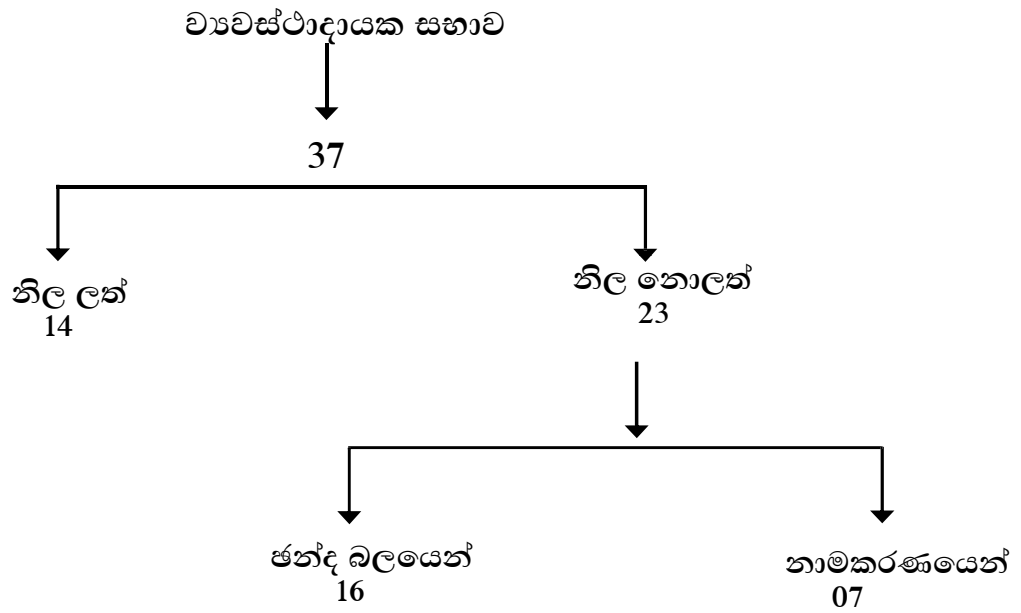 ව්‍යවස්ථාදායක සභාව
37
නිල ලත්
14
නිල නොලත්
23
ඡන්ද බලයෙන්
16
නාමකරණයෙන්
07